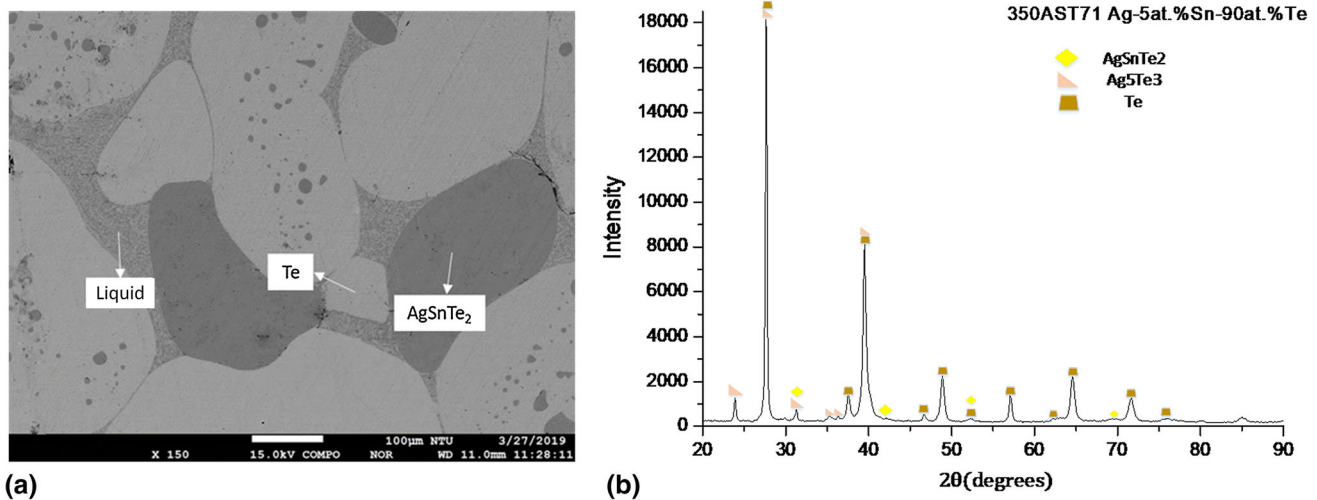 Liquid
Te
AgSnTe₂
100μm NTU 3/27/2019
X 150 15.0kV COMPO NOR WD 11.0mm 11:28:11
(a)
350AST71 Ag-5at.%Sn-90at.%Te
AgSnTe2
Ag5Te3
Te
18000
16000
14000
12000
10000
8000
6000
4000
2000
0
Intensity
20 30 40 50 60 70 80 90
2θ(degrees)
(b)